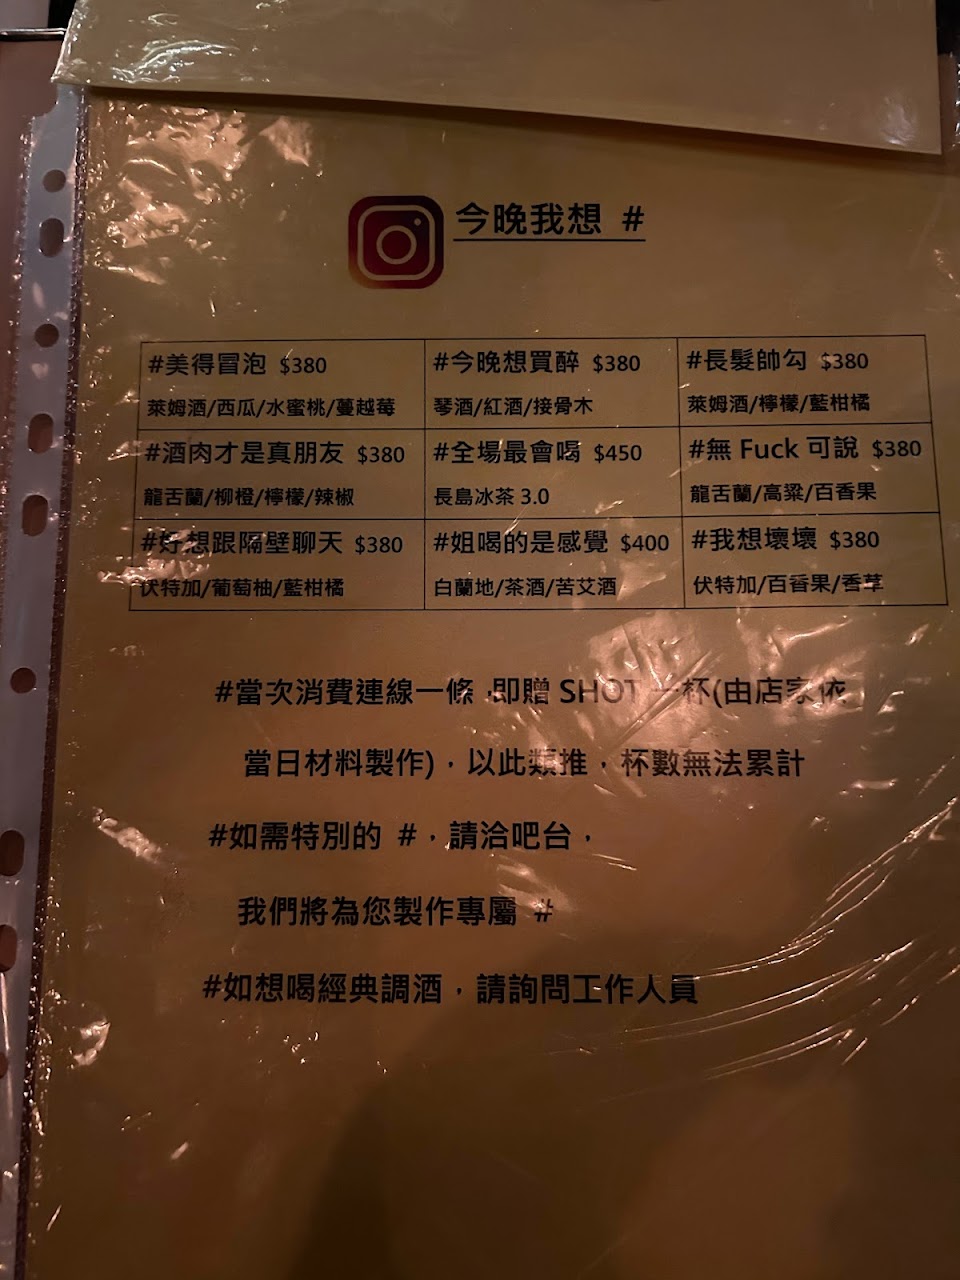 今晚我想 #
#美得冒泡 $380
萊姆酒/西瓜/水蜜桃/蔓越莓
#今晚想買醉 $380
琴酒/紅酒/接骨木
#長髮帥勾 $380
萊姆酒/檸檬/藍柑橘
#酒肉才是真朋友 $380
龍舌蘭/柳橙/檸檬/辣椒
#全場最會喝 $450
長島冰茶 3.0
#無 Fuck 可說 $380
龍舌蘭/高粱/百香果
#好想跟隔壁聊天 $380
伏特加/葡萄柚/藍柑橘
#姐喝的是感覺 $400
白蘭地/茶酒/苦艾酒
#我想壞壞 $380
伏特加/百香果/香草
#當次消費連線一條，即贈 SHOT 一杯(由店家依
當日材料製作)，以此類推，杯數無法累計
#如需特別的 #，請洽吧台，
我們將為您製作專屬 #
#如想喝經典調酒，請詢問工作人員